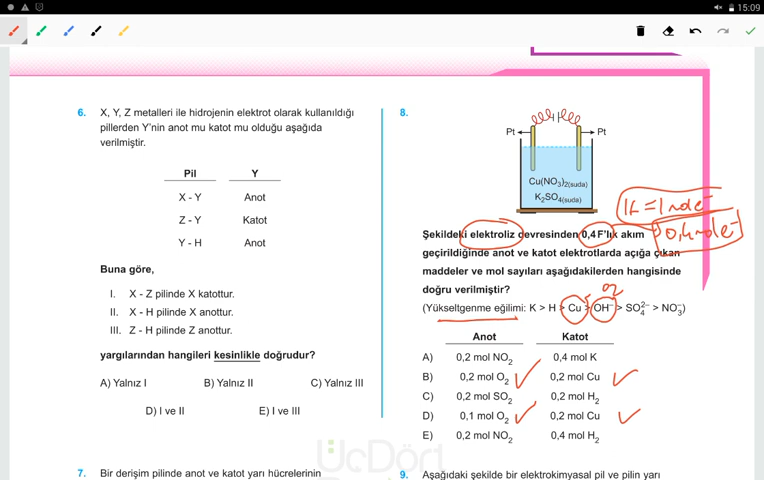 15:09
6. X, Y, Z metalleri ile hidrojenin elektrot olarak kullanıldığı
pillerden Y'nin anot mu katot mu olduğu aşağıda
verilmiştir.
Pil Y
X - Y Anot
Z - Y Katot
Y - H Anot
Buna göre,
I. X - Z pilinde X katottur.
II. X - H pilinde X anottur.
III. Z - H pilinde Z anottur.
yargılarından hangileri kesinlikle doğrudur?
A) Yalnız I B) Yalnız II C) Yalnız III
D) I ve II E) I ve III
7. Bir derişim pilinde anot ve katot yarı hücrelerinin
8.
Pt Pt
Cu(NO3)2(suda)
K2SO4(suda)
1F = 1 mol e-
0,4 mol e-
Şekildeki elektroliz devresinden 0,4 F'lık akım
geçirildiğinde anot ve katot elektrotlarda açığa çıkan
maddeler ve mol sayıları aşağıdakilerden hangisinde
doğru verilmiştir?
O2
(Yükseltgenme eğilimi: K > H > Cu > OH- > SO4^2- > NO3^-)
Anot Katot
A) 0,2 mol NO2 0,4 mol K
B) 0,2 mol O2 0,2 mol Cu
C) 0,2 mol SO2 0,2 mol H2
D) 0,1 mol O2 0,2 mol Cu
E) 0,2 mol NO2 0,4 mol H2
ÜçDört
9. Aşağıdaki şekilde bir elektrokimyasal pil ve pilin yarı